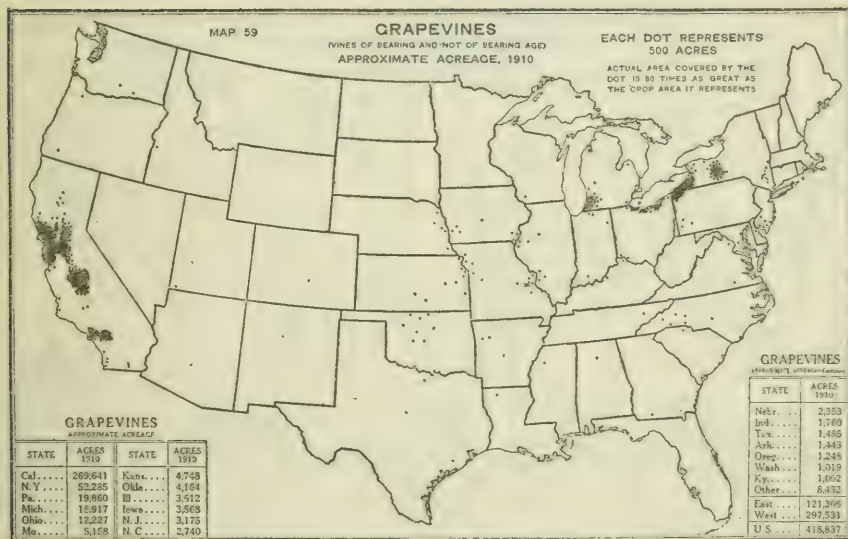 MAP 59
GRAPEVINES
(VINES OF BEARING AND NOT OF BEARING AGE)
APPROXIMATE ACREAGE, 1910
EACH DOT REPRESENTS
500 ACRES
ACTUAL AREA COVERED BY THE
DOT IS 80 TIMES AS GREAT AS
THE CROP AREA IT REPRESENTS
GRAPEVINES
APPROXIMATE ACREAGE
STATE ACRES 1910 STATE ACRES 1910
Cal...... 269,641 Kans.... 4,748
N. Y..... 52,285 Okla.... 4,164
Pa....... 19,860 Ill..... 3,612
Mich..... 18,917 Iowa.... 3,568
Ohio..... 12,227 N. J.... 3,175
Mo....... 5,158 N. C.... 2,740
GRAPEVINES
STATE ACRES 1910
Nebr.... 2,353
Ind..... 1,760
Tex..... 1,485
Ark..... 1,443
Oreg.... 1,248
Wash.... 1,019
Ky...... 1,002
Other... 8,432
East.... 121,306
West.... 297,531
U. S.... 418,837